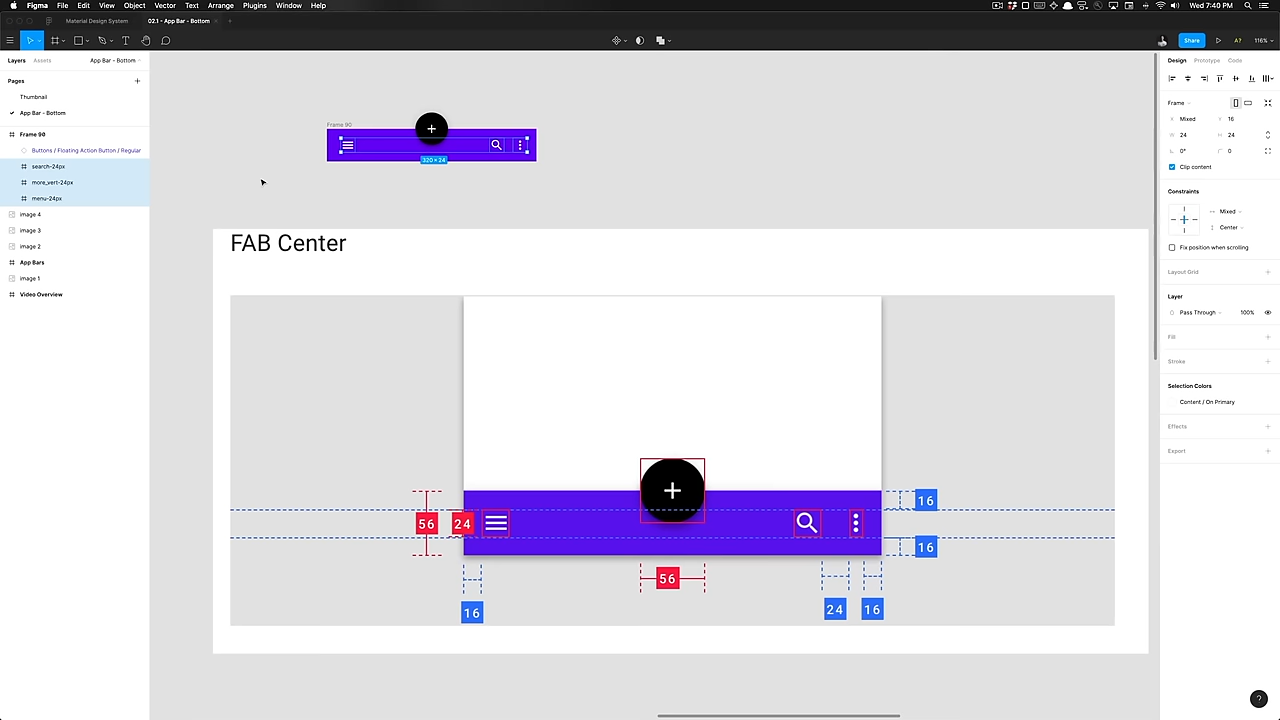 Figma File Edit View Object Vector Text Arrange Plugins Window Help
Wed 7:40 PM
Material Design System
02.1 - App Bar - Bottom
Share
A?
116%
Layers Assets
App Bar - Bottom
Pages
Thumbnail
App Bar - Bottom
Frame 90
Buttons / Floating Action Button / Regular
search-24px
more_vert-24px
menu-24px
image 4
image 3
image 2
App Bars
image 1
Video Overview
Frame 90
320 × 24
FAB Center
56
24
16
56
24
16
16
16
Design Prototype Code
Frame
X Mixed
Y 16
W 24
H 24
0°
0
Clip content
Constraints
Mixed
Center
Fix position when scrolling
Layout Grid
Layer
Pass Through
100%
Fill
Stroke
Selection Colors
Content / On Primary
Effects
Export
?